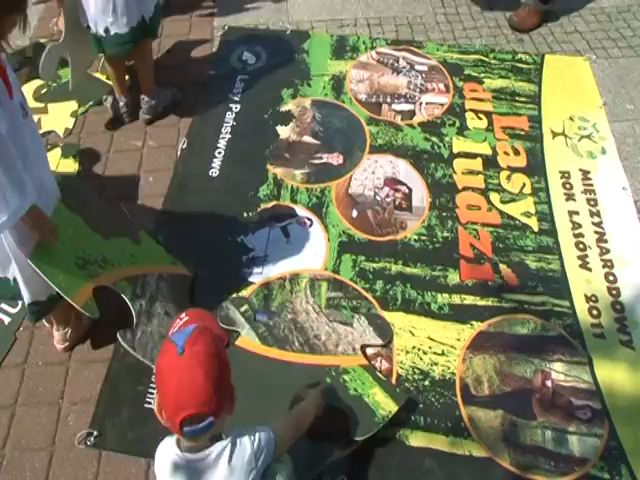 Lasy
dla ludzi
MIĘDZYNARODOWY
ROK LASÓW 2011
Lasy Państwowe